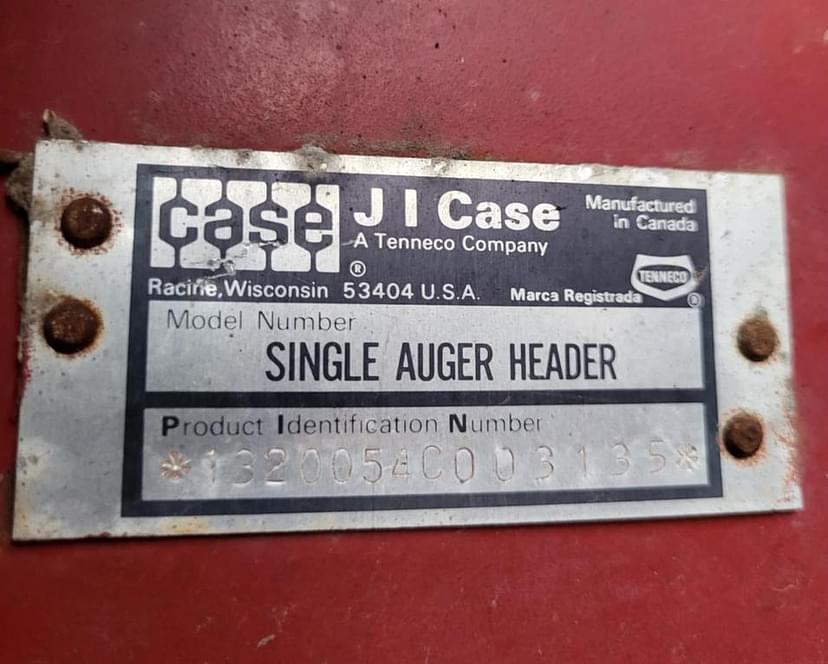 case
J I Case
A Tenneco Company
®
Manufactured
in Canada
TENNECO
®
Racine, Wisconsin 53404 U.S.A.
Marca Registrada
Model Number
SINGLE AUGER HEADER
Product Identification Number
*1320054C003135*